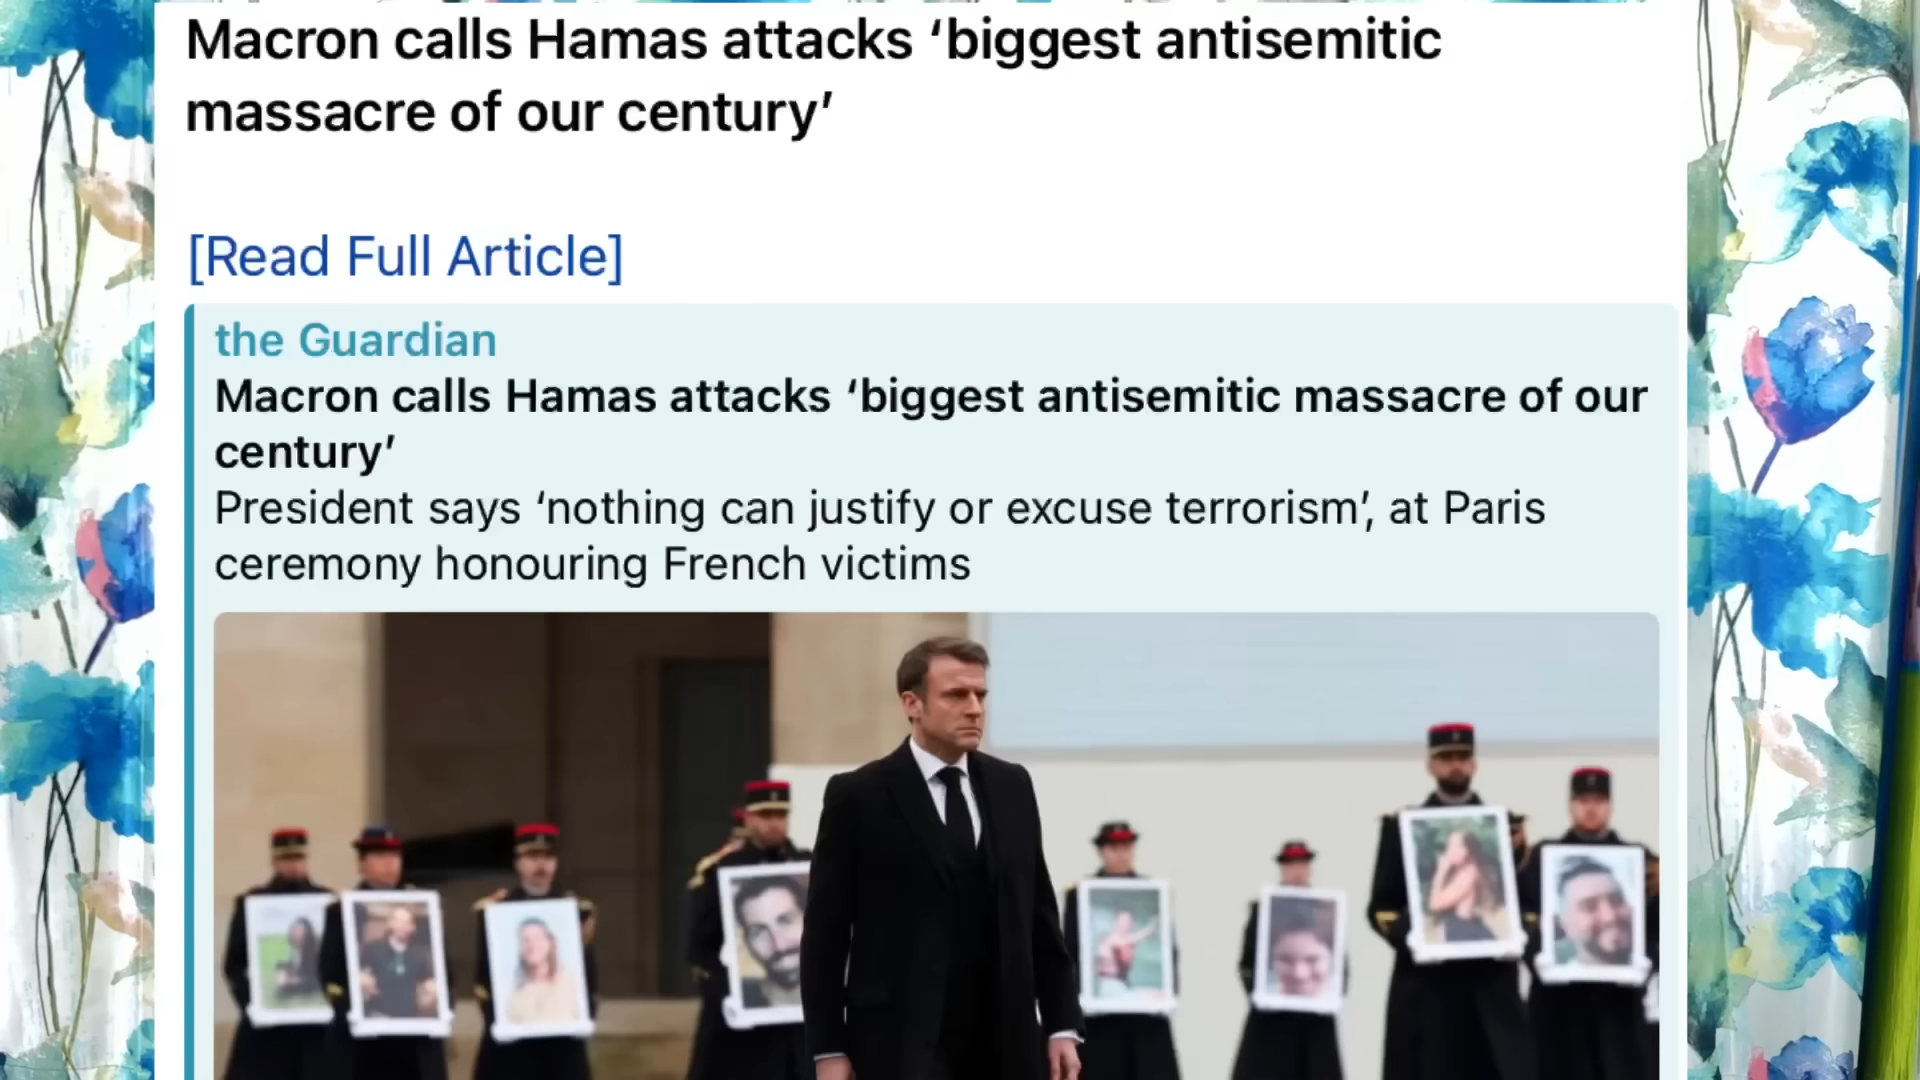 Macron calls Hamas attacks ‘biggest antisemitic
massacre of our century’
[Read Full Article]
the Guardian
Macron calls Hamas attacks ‘biggest antisemitic massacre of our
century’
President says ‘nothing can justify or excuse terrorism’, at Paris
ceremony honouring French victims